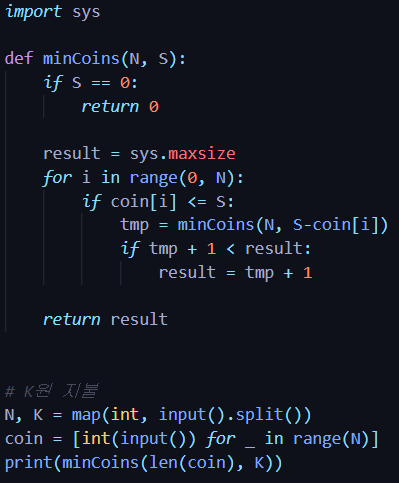 import sys

def minCoins(N, S):
    if S == 0:
        return 0

    result = sys.maxsize
    for i in range(0, N):
        if coin[i] <= S:
            tmp = minCoins(N, S-coin[i])
            if tmp + 1 < result:
                result = tmp + 1

    return result


# K원 지불
N, K = map(int, input().split())
coin = [int(input()) for _ in range(N)]
print(minCoins(len(coin), K))